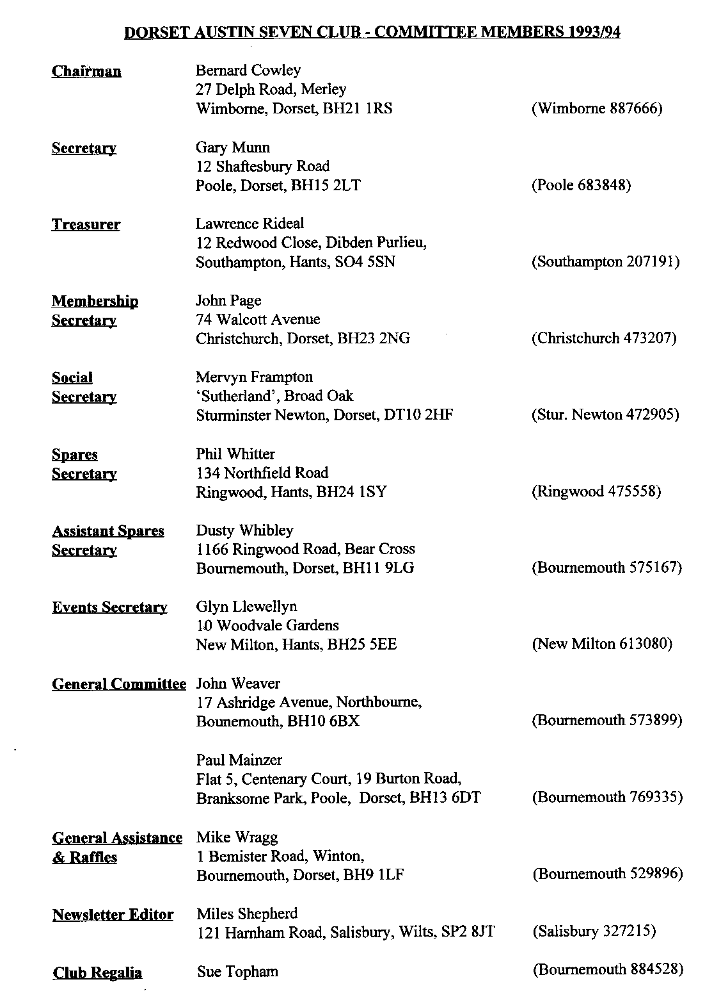 DORSET AUSTIN SEVEN CLUB - COMMITTEE MEMBERS 1993/94
Chairman Bernard Cowley
27 Delph Road, Merley
Wimborne, Dorset, BH21 1RS (Wimborne 887666)
Secretary Gary Munn
12 Shaftesbury Road
Poole, Dorset, BH15 2LT (Poole 683848)
Treasurer Lawrence Rideal
12 Redwood Close, Dibden Purlieu,
Southampton, Hants, SO4 5SN (Southampton 207191)
Membership John Page
Secretary 74 Walcott Avenue
Christchurch, Dorset, BH23 2NG (Christchurch 473207)
Social Mervyn Frampton
Secretary 'Sutherland', Broad Oak
Sturminster Newton, Dorset, DT10 2HF (Stur. Newton 472905)
Spares Phil Whitter
Secretary 134 Northfield Road
Ringwood, Hants, BH24 1SY (Ringwood 475558)
Assistant Spares Dusty Whibley
Secretary 1166 Ringwood Road, Bear Cross
Bournemouth, Dorset, BH11 9LG (Bournemouth 575167)
Events Secretary Glyn Llewellyn
10 Woodvale Gardens
New Milton, Hants, BH25 5EE (New Milton 613080)
General Committee John Weaver
17 Ashridge Avenue, Northbourne,
Bounemouth, BH10 6BX (Bournemouth 573899)
Paul Mainzer
Flat 5, Centenary Court, 19 Burton Road,
Branksome Park, Poole, Dorset, BH13 6DT (Bournemouth 769335)
General Assistance Mike Wragg
& Raffles 1 Bemister Road, Winton,
Bournemouth, Dorset, BH9 1LF (Bournemouth 529896)
Newsletter Editor Miles Shepherd
121 Harnham Road, Salisbury, Wilts, SP2 8JT (Salisbury 327215)
Club Regalia Sue Topham (Bournemouth 884528)